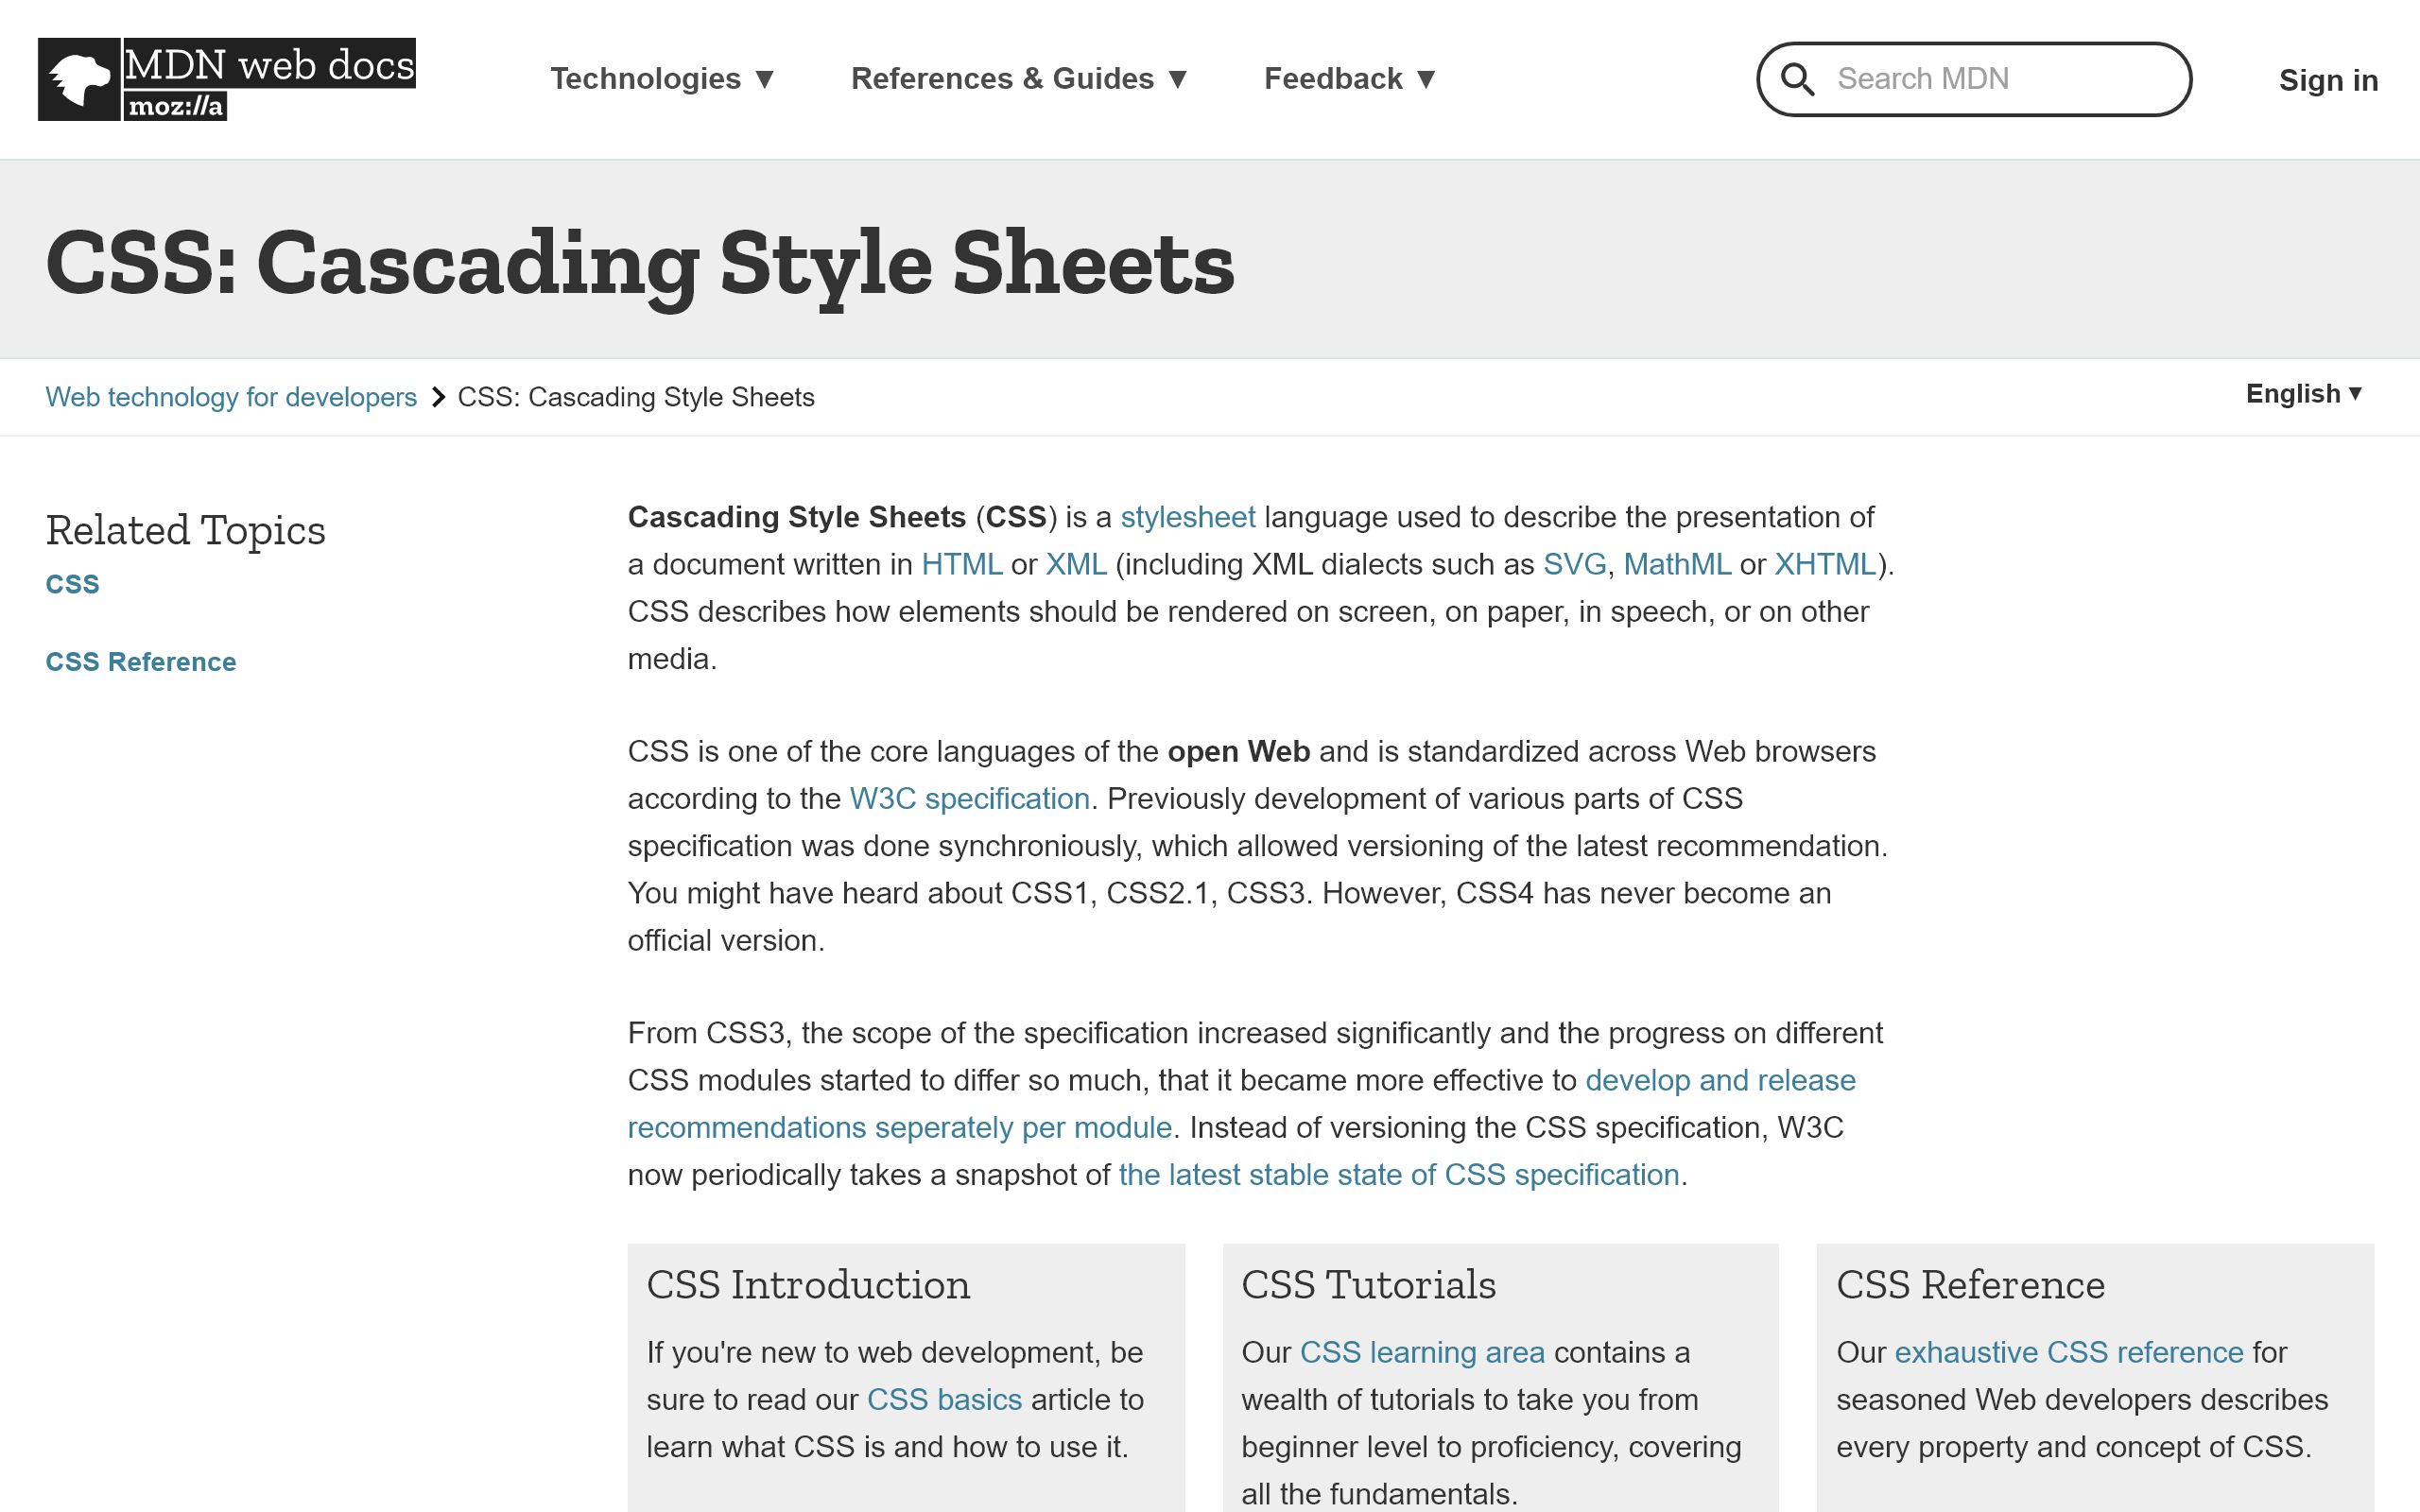 MDN web docs
moz://a
Technologies ▼
References & Guides ▼
Feedback ▼
Search MDN
Sign in
CSS: Cascading Style Sheets
Web technology for developers
CSS: Cascading Style Sheets
English ▼
Related Topics
CSS
CSS Reference
Cascading Style Sheets (CSS) is a stylesheet language used to describe the presentation of
a document written in HTML or XML (including XML dialects such as SVG, MathML or XHTML).
CSS describes how elements should be rendered on screen, on paper, in speech, or on other
media.
CSS is one of the core languages of the open Web and is standardized across Web browsers
according to the W3C specification. Previously development of various parts of CSS
specification was done synchroniously, which allowed versioning of the latest recommendation.
You might have heard about CSS1, CSS2.1, CSS3. However, CSS4 has never become an
official version.
From CSS3, the scope of the specification increased significantly and the progress on different
CSS modules started to differ so much, that it became more effective to develop and release
recommendations seperately per module. Instead of versioning the CSS specification, W3C
now periodically takes a snapshot of the latest stable state of CSS specification.
CSS Introduction
If you're new to web development, be
sure to read our CSS basics article to
learn what CSS is and how to use it.
CSS Tutorials
Our CSS learning area contains a
wealth of tutorials to take you from
beginner level to proficiency, covering
all the fundamentals.
CSS Reference
Our exhaustive CSS reference for
seasoned Web developers describes
every property and concept of CSS.